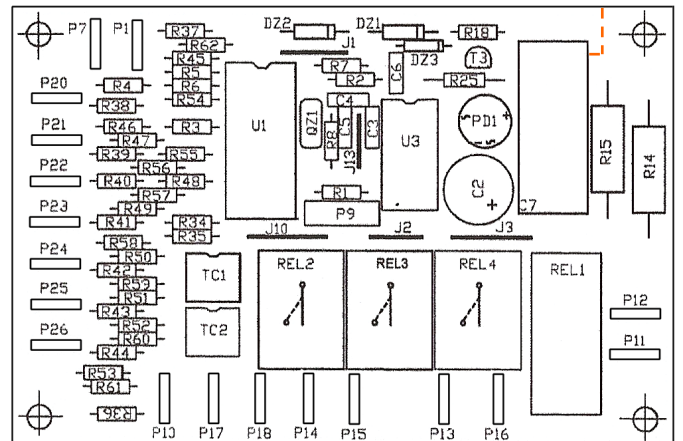 P7 P1 R37 DZ2 DZ1 R18
R62 J1 DZ3 T3
R45
R5 R7
P20 R4 R6 R2 C6 R25
R38 R54 C4
P21 R46 R3 U1 QZ1 R8 C5 C3 U3 PD1
R47
R39 R55 J13 R15 R14
P22 R56
R40 R48 R1 C2
R57
P23 R49 P9 C7
R41 R34
R58 R35 J10 J2 J3
P24 R50
R42 TC1 REL2 REL3 REL4 REL1
R59
P25 R51
R43 P12
R52 TC2
P26 R60 P11
R44
R53
R61
R36
P10 P17 P18 P14 P15 P13 P16